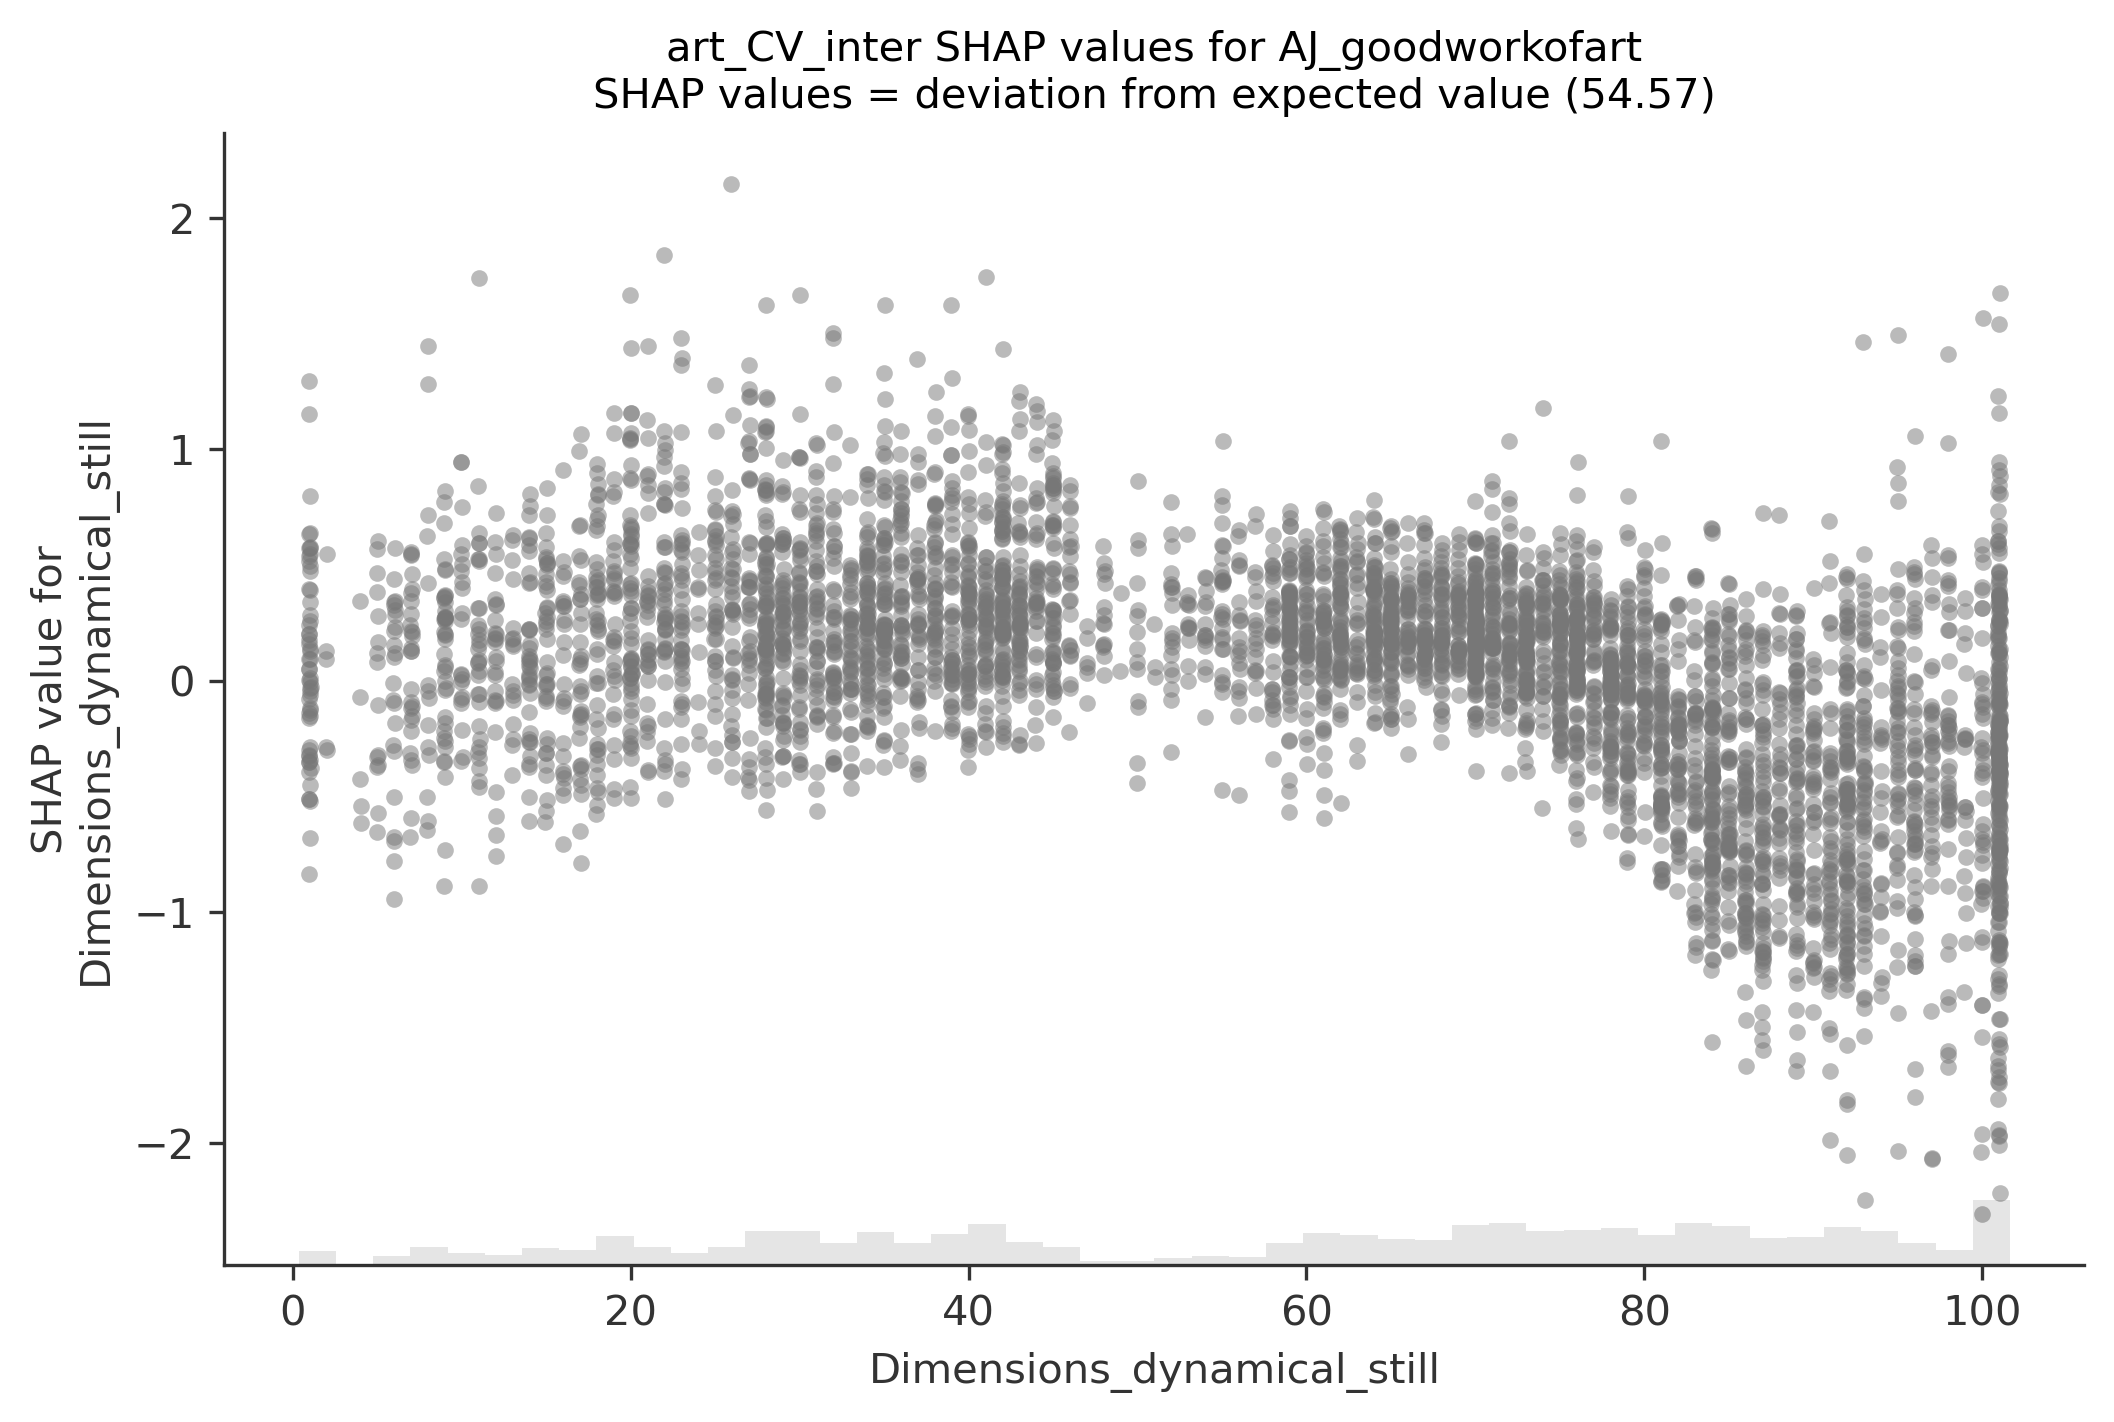 art_CV_inter SHAP values for AJ_goodworkofart
SHAP values = deviation from expected value (54.57)
SHAP value for
Dimensions_dynamical_still
2
1
0
−1
−2
0
20
40
60
80
100
Dimensions_dynamical_still